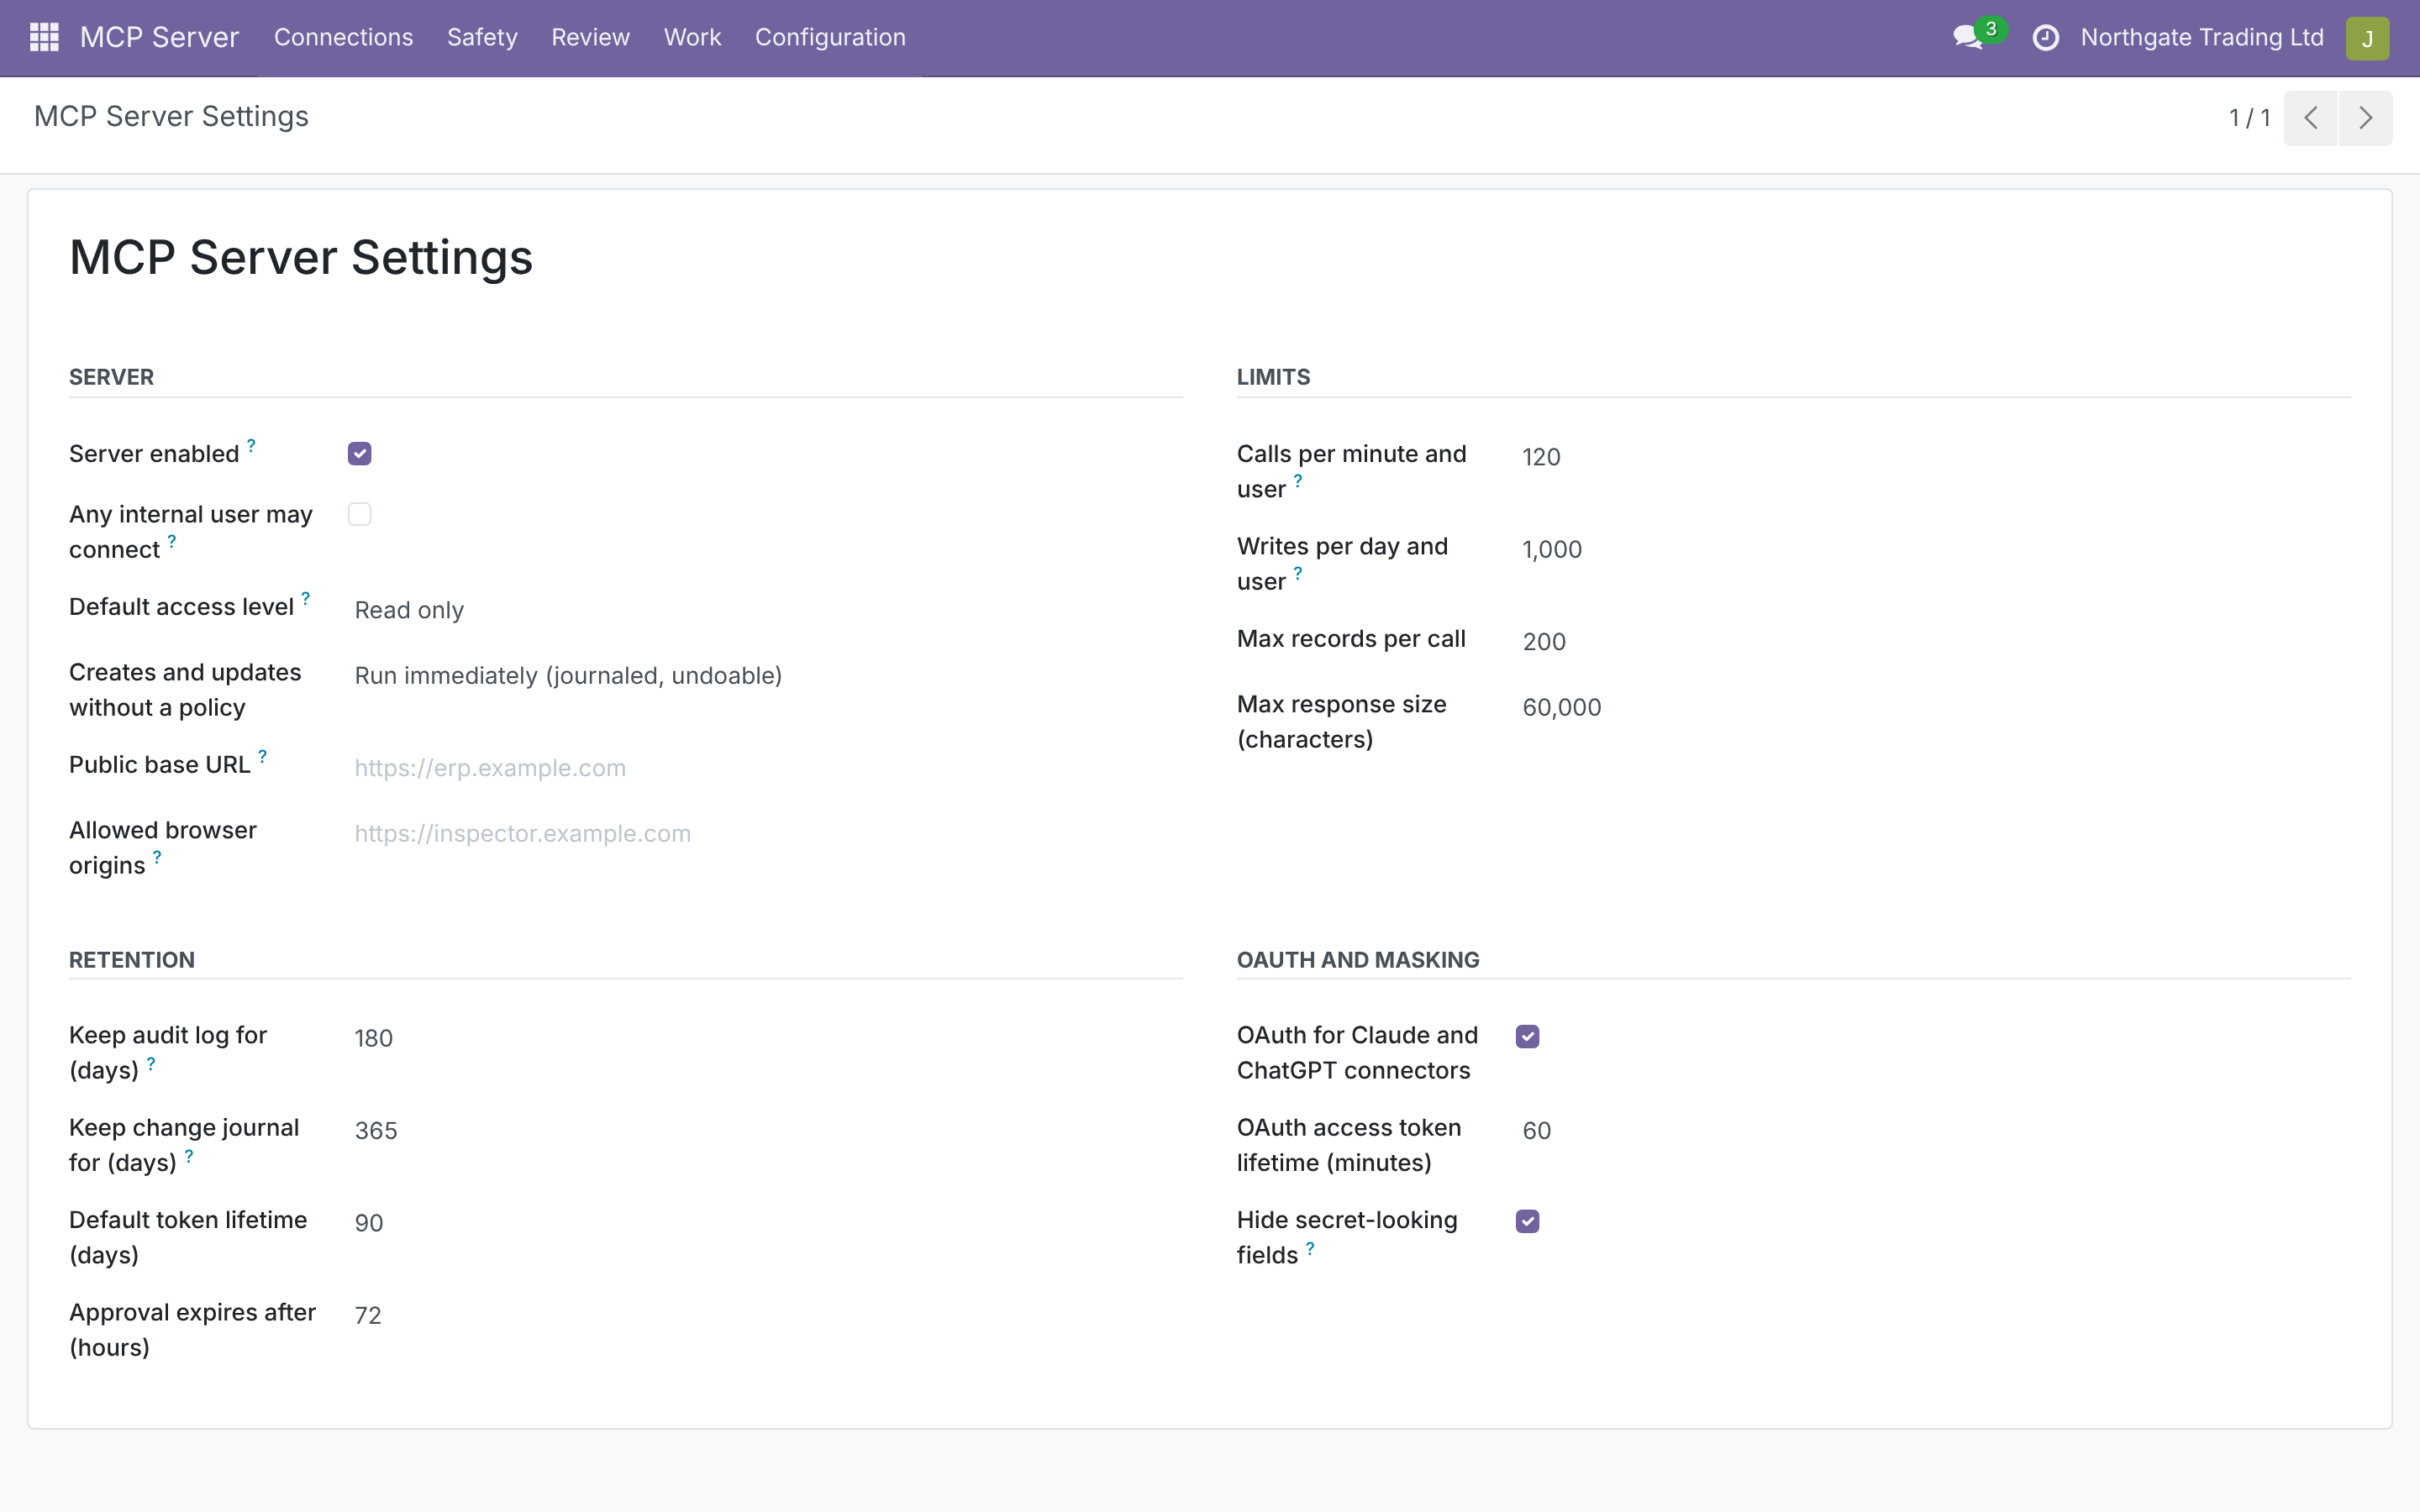 MCP Server Connections Safety Review Work Configuration 3 Northgate Trading Ltd J
MCP Server Settings 1 / 1
MCP Server Settings
SERVER
Server enabled ?
Any internal user may
connect ?
Default access level ? Read only
Creates and updates Run immediately (journaled, undoable)
without a policy
Public base URL ? https://erp.example.com
Allowed browser https://inspector.example.com
origins ?
LIMITS
Calls per minute and 120
user ?
Writes per day and 1,000
user ?
Max records per call 200
Max response size 60,000
(characters)
RETENTION
Keep audit log for 180
(days) ?
Keep change journal 365
for (days) ?
Default token lifetime 90
(days)
Approval expires after 72
(hours)
OAUTH AND MASKING
OAuth for Claude and
ChatGPT connectors
OAuth access token 60
lifetime (minutes)
Hide secret-looking
fields ?